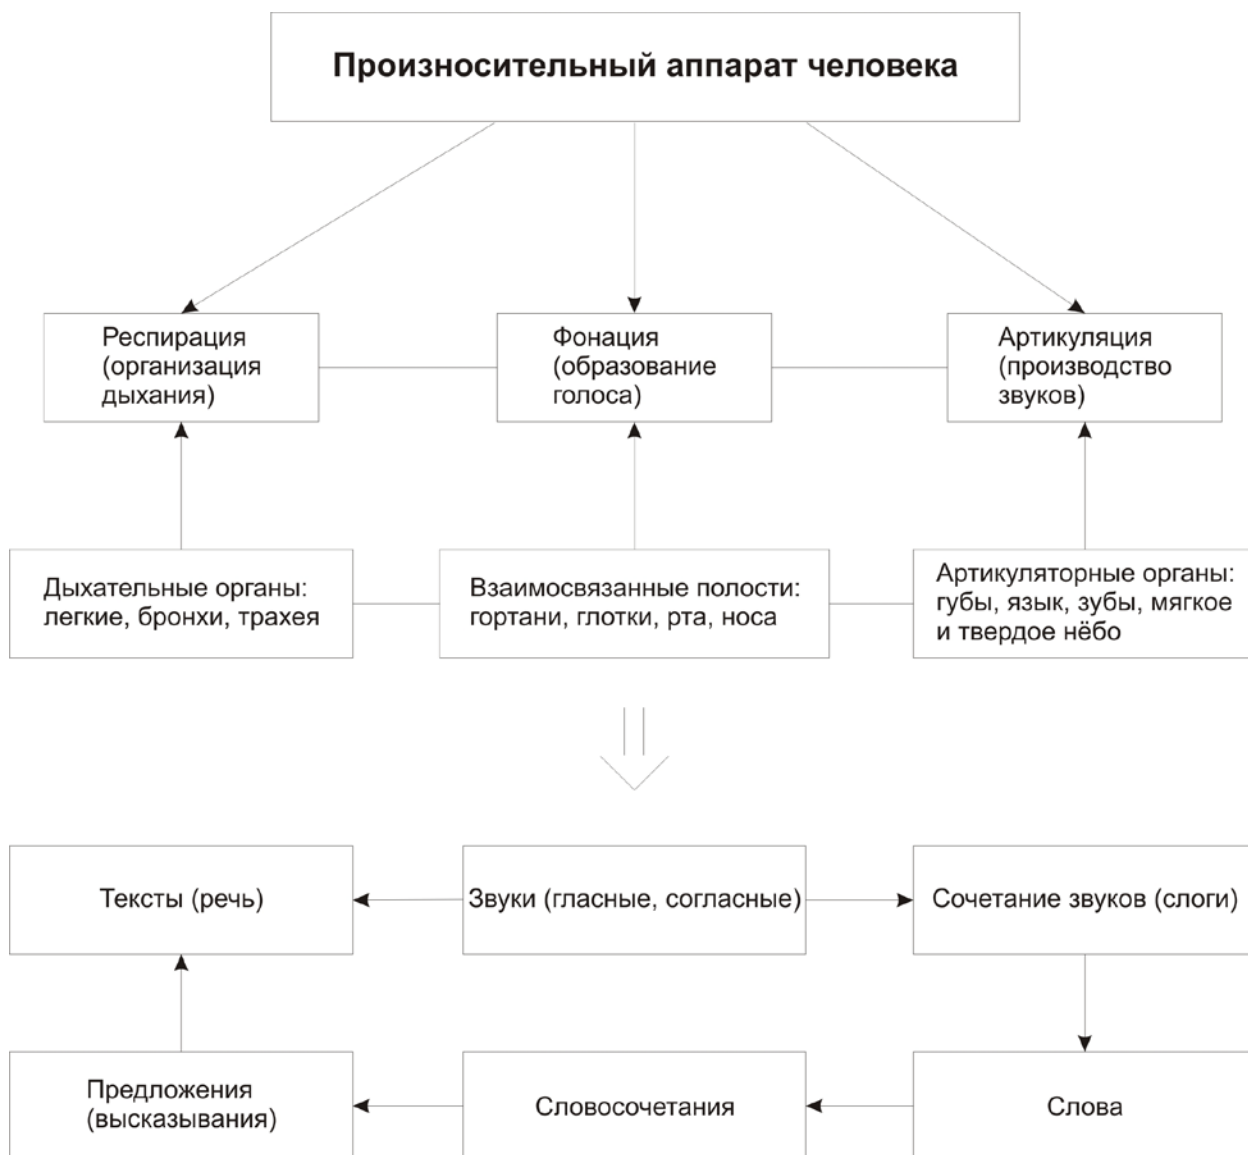 Произносительный аппарат человека
Респирация
(организация
дыхания)
Фонация
(образование
голоса)
Артикуляция
(производство
звуков)
Дыхательные органы:
легкие, бронхи, трахея
Взаимосвязанные полости:
гортани, глотки, рта, носа
Артикуляторные органы:
губы, язык, зубы, мягкое
и твердое нёбо
Тексты (речь)
Звуки (гласные, согласные)
Сочетание звуков (слоги)
Предложения
(высказывания)
Словосочетания
Слова